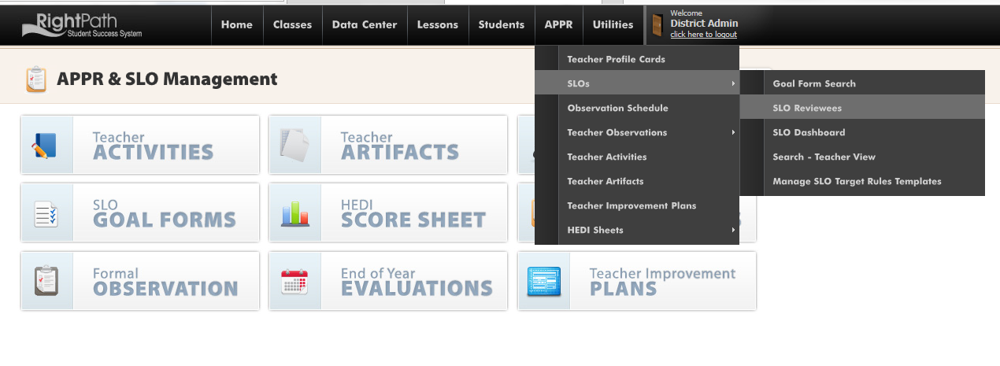 RightPath
Student Success System
Home
Classes
Data Center
Lessons
Students
APPR
Utilities
Welcome
District Admin
click here to logout
APPR & SLO Management
Teacher Profile Cards
SLOs
Observation Schedule
Teacher Observations
Teacher Activities
Teacher Artifacts
Teacher Improvement Plans
HEDI Sheets
Goal Form Search
SLO Reviewees
SLO Dashboard
Search - Teacher View
Manage SLO Target Rules Templates
Teacher
ACTIVITIES
Teacher
ARTIFACTS
SLO
GOAL FORMS
HEDI
SCORE SHEET
Formal
OBSERVATION
End of Year
EVALUATIONS
Teacher Improvement
PLANS